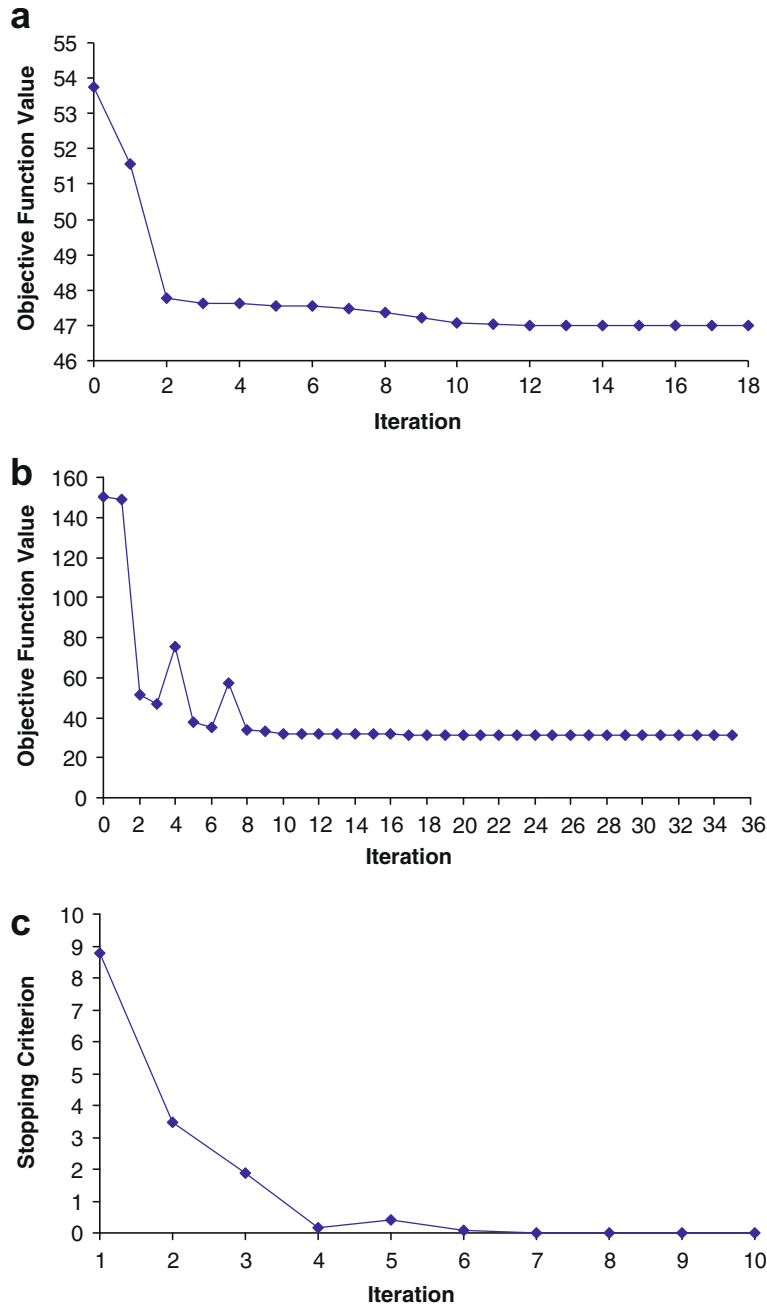 a
55
54
53
52
51
50
49
48
47
46
Objective Function Value
0 2 4 6 8 10 12 14 16 18
Iteration
b
160
140
120
100
80
60
40
20
0
Objective Function Value
0 2 4 6 8 10 12 14 16 18 20 22 24 26 28 30 32 34 36
Iteration
c
10
9
8
7
6
5
4
3
2
1
0
Stopping Criterion
1 2 3 4 5 6 7 8 9 10
Iteration